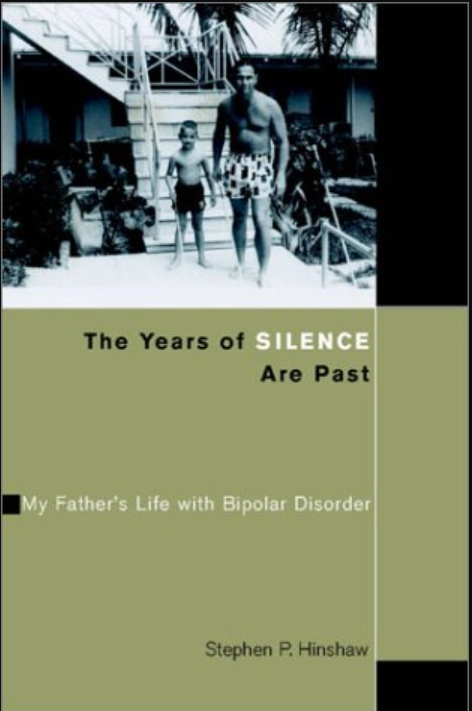 The Years of SILENCE
Are Past
My Father's Life with Bipolar Disorder
Stephen P. Hinshaw